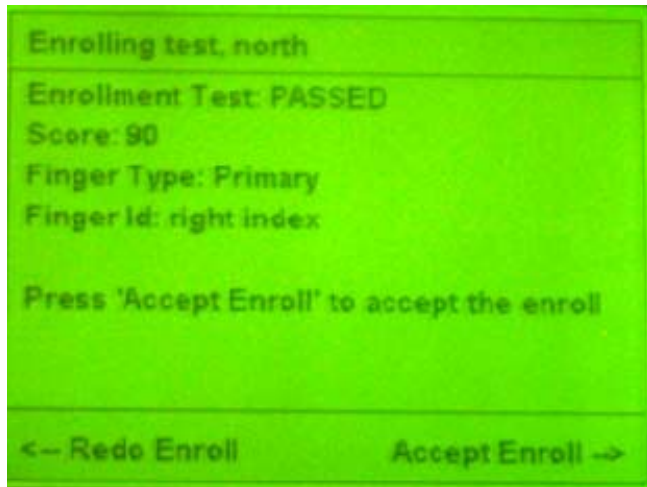 Enrolling test, north
Enrollment Test: PASSED
Score: 90
Finger Type: Primary
Finger Id: right index
Press 'Accept Enroll' to accept the enroll
<-- Redo Enroll Accept Enroll -->